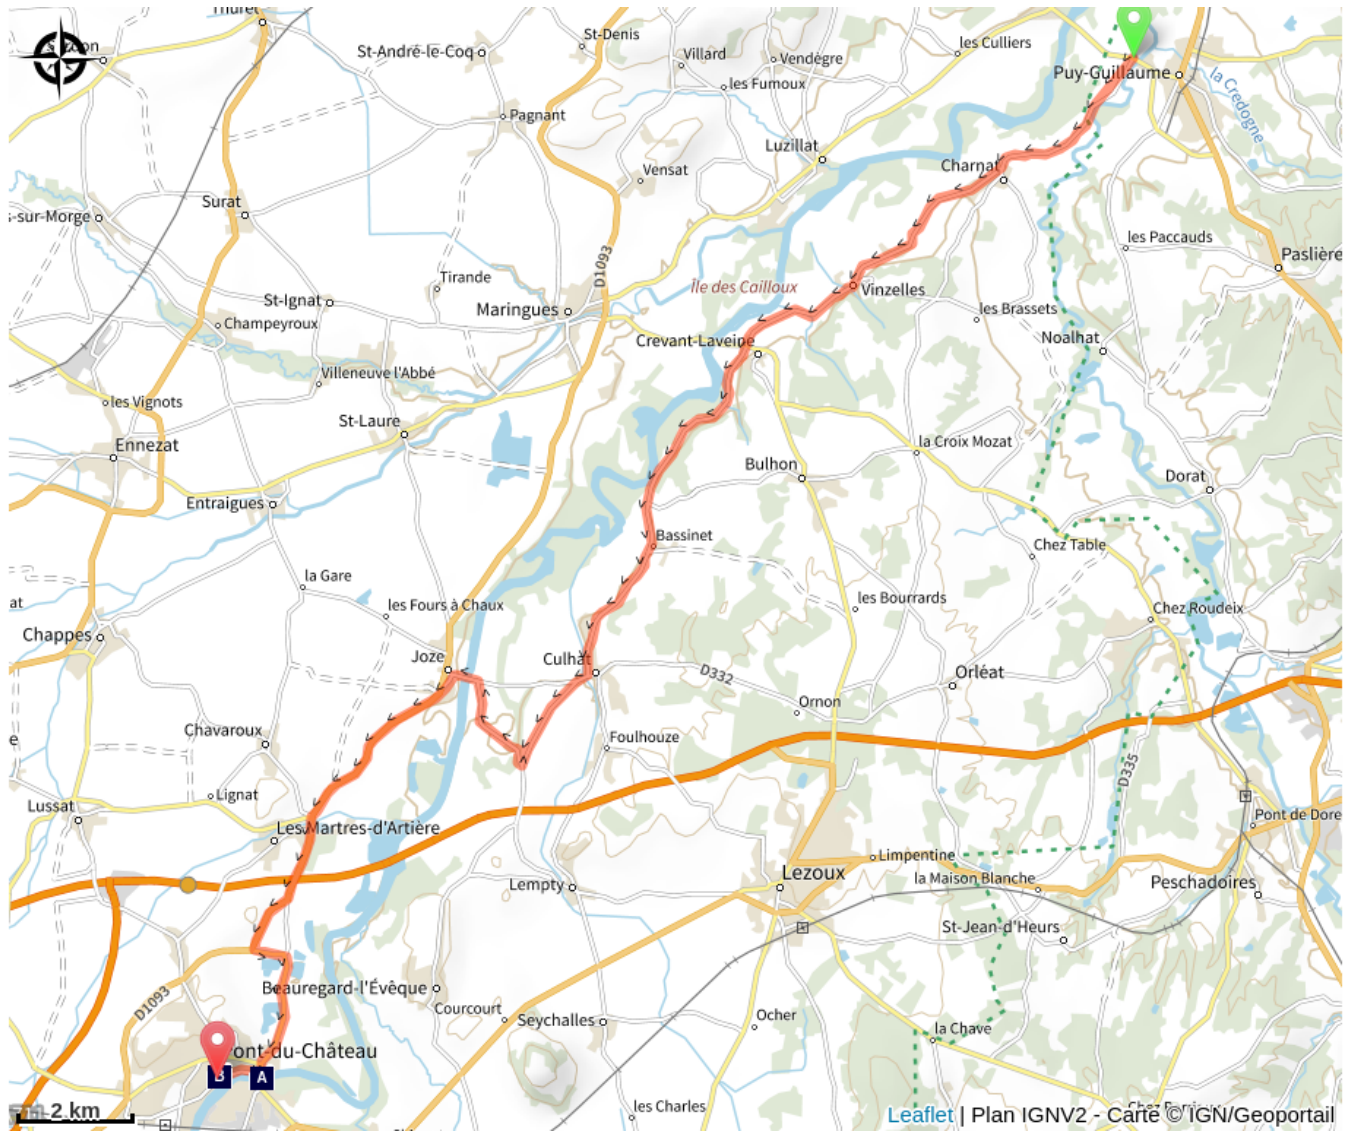 Thuret
St-André-le-Coq
St-Denis
Villard
Vendègre
les Fumoux
les Culliers
Puy-Guillaume
la Credogne
Pagnant
Luzillat
Vensat
Charnat
Surat
-sur-Morge
les Paccauds
Paslière
D1093
Tirande
Île des Cailloux
Vinzelles
St-Ignat
Maringues
les Brassets
Champeyroux
Crevant-Laveine
Noalhat
Villeneuve l'Abbé
les Vignots
St-Laure
la Croix Mozat
Ennezat
Bulhon
Dorat
Entraigues
Bassinet
Chez Table
la Gare
les Bourrards
at
les Fours à Chaux
Chez Roudeix
Chappes
Joze
Culhat
D332
Orléat
Ornon
Chavaroux
e
Foulhouze
D335
Lignat
Lussat
Les Martres-d'Artière
Pont de Dore
Limpentine
Lezoux
la Maison Blanche
Lempty
Peschadoires
St-Jean-d'Heurs
Beauregard-l'Évêque
D1093
Courcourt
Seychalles
Ocher
la Chave
Pont-du-Château
B
A
les Charles
2 km
Leaflet | Plan IGNV2 - Carte © IGN/Geoportail